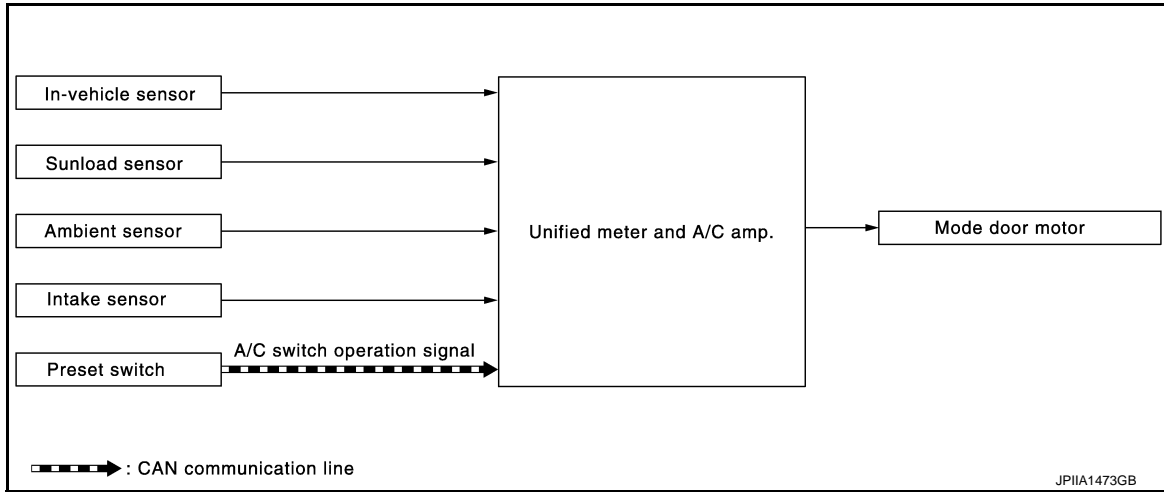 In-vehicle sensor
Sunload sensor
Ambient sensor
Intake sensor
Preset switch
A/C switch operation signal
Unified meter and A/C amp.
Mode door motor
: CAN communication line
JPIIA1473GB